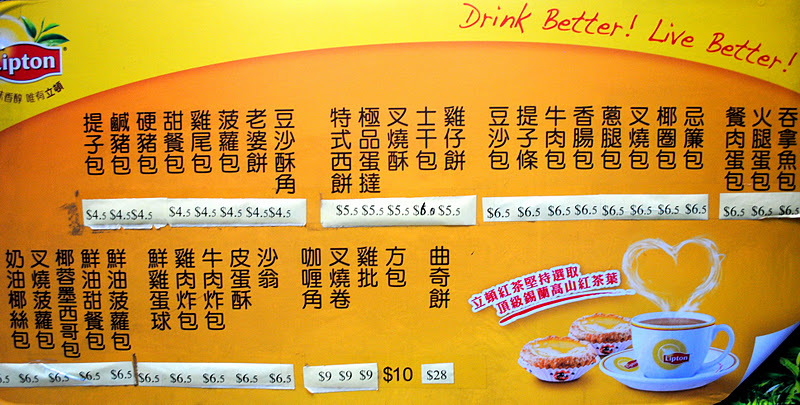 Drink Better! Live Better!
Lipton
唯有立頓
吞拿魚包
火腿蛋包
餐肉蛋包
忌簾包
椰圈包
叉燒包
蔥腿包
香腸包
牛肉包
提子條
豆沙包
雞仔餅
士干包
叉燒酥
極品蛋撻
特式西餅
豆沙酥角
老婆餅
菠蘿包
雞尾包
甜餐包
硬豬包
鹹豬包
提子包
$4.5 $4.5 $4.5 $4.5 $4.5 $4.5 $4.5 $4.5
$5.5 $5.5 $5.5 $6.0 $5.5
$6.5 $6.5 $6.5 $6.5 $6.5 $6.5 $6.5 $6.5
$6.5 $6.5 $6.5
曲奇餅
方包
雞批
叉燒卷
咖喱角
沙翁
皮蛋酥
牛肉炸包
雞肉炸包
鮮雞蛋球
鮮油菠蘿包
鮮油甜餐包
椰蓉墨西哥包
叉燒菠蘿包
奶油椰絲包
$6.5 $6.5 $6.5 $6.5 $6.5 $6.5 $6.5 $6.5 $6.5
$9 $9 $9 $10 $28
立頓紅茶堅持選取
頂級錫蘭高山紅茶葉
Lipton